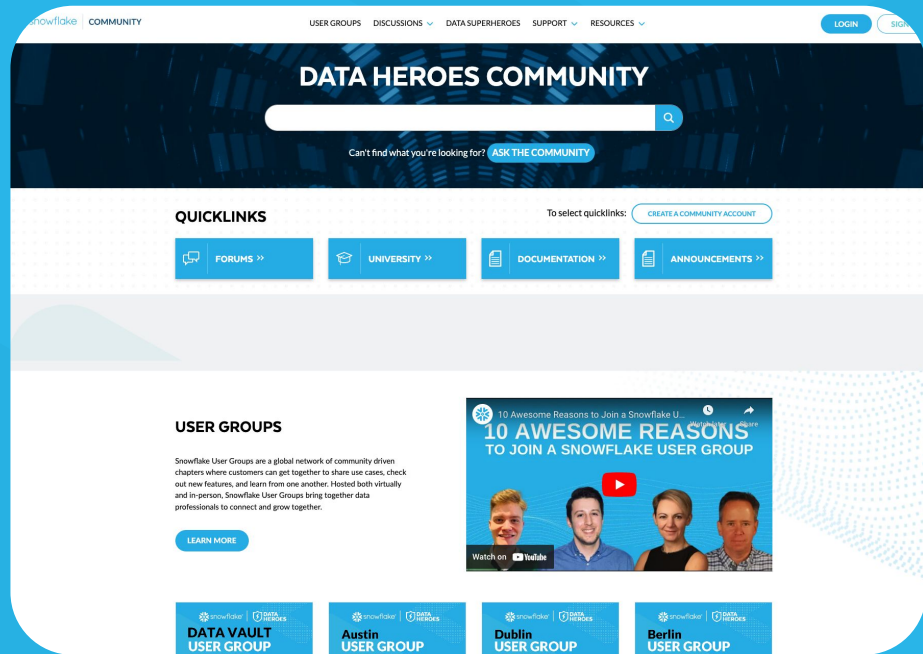 snowflake COMMUNITY
USER GROUPS DISCUSSIONS DATA SUPERHEROES SUPPORT RESOURCES
LOGIN
DATA HEROES COMMUNITY
Can't find what you're looking for? ASK THE COMMUNITY
QUICKLINKS
To select quicklinks: CREATE A COMMUNITY ACCOUNT
FORUMS >>
UNIVERSITY >>
DOCUMENTATION >>
ANNOUNCEMENTS >>
USER GROUPS
Snowflake User Groups are a global network of community driven
chapters where customers can get together to share use cases, check
out new features, and learn from one another. Hosted both virtually
and in-person, Snowflake User Groups bring together data
professionals to connect and grow together.
LEARN MORE
10 Awesome Reasons to Join a Snowflake U...
Watch later Share
10 AWESOME REASONS
TO JOIN A SNOWFLAKE USER GROUP
Watch on YouTube
snowflake DATA HEROES
DATA VAULT
USER GROUP
snowflake DATA HEROES
Austin
USER GROUP
snowflake DATA HEROES
Dublin
USER GROUP
snowflake DATA HEROES
Berlin
USER GROUP